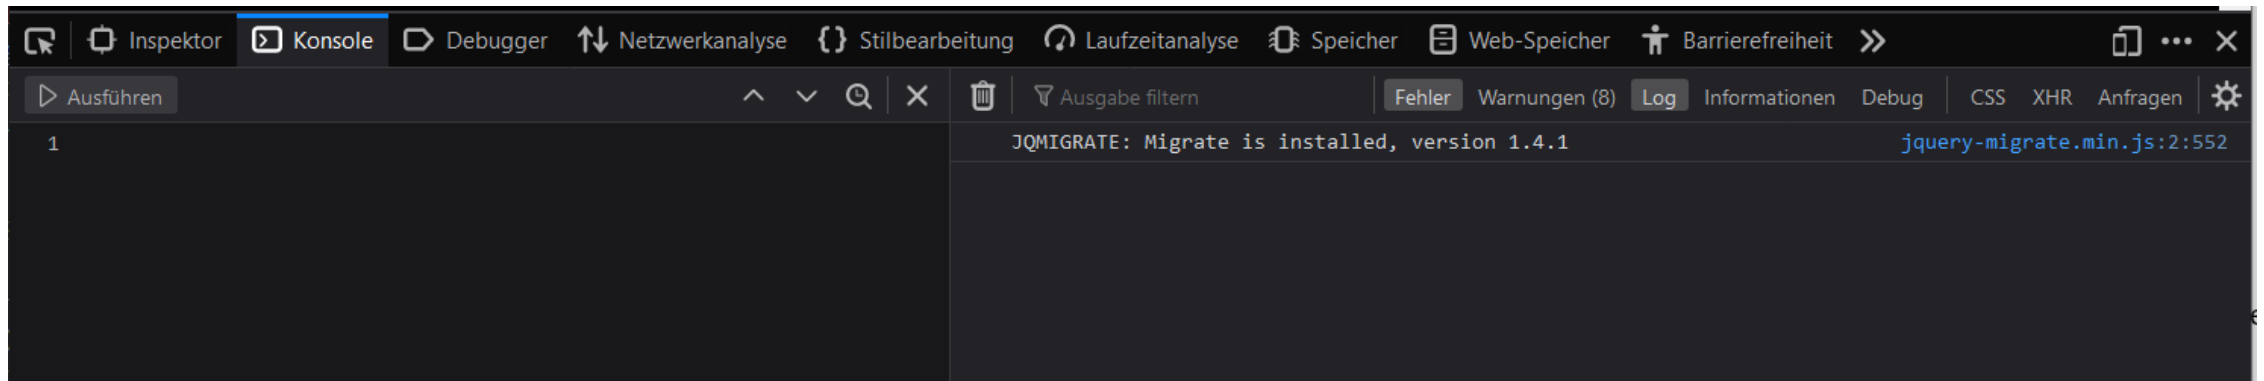 Inspektor Konsole Debugger Netzwerkanalyse Stilbearbeitung Laufzeitanalyse Speicher Web-Speicher Barrierefreiheit
Ausführen Ausgabe filtern Fehler Warnungen (8) Log Informationen Debug CSS XHR Anfragen
1
JQMIGRATE: Migrate is installed, version 1.4.1 jquery-migrate.min.js:2:552